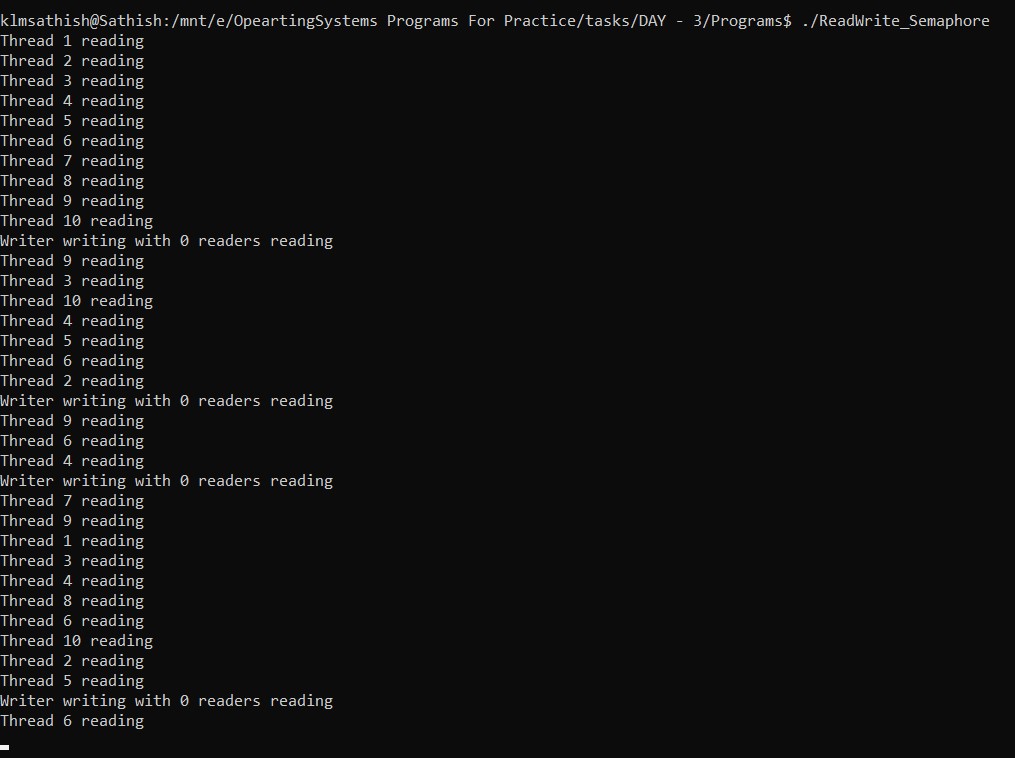 klmsathish@Sathish:/mnt/e/OpeartingSystems Programs For Practice/tasks/DAY - 3/Programs$ ./ReadWrite_Semaphore
Thread 1 reading
Thread 2 reading
Thread 3 reading
Thread 4 reading
Thread 5 reading
Thread 6 reading
Thread 7 reading
Thread 8 reading
Thread 9 reading
Thread 10 reading
Writer writing with 0 readers reading
Thread 9 reading
Thread 3 reading
Thread 10 reading
Thread 4 reading
Thread 5 reading
Thread 6 reading
Thread 2 reading
Writer writing with 0 readers reading
Thread 9 reading
Thread 6 reading
Thread 4 reading
Writer writing with 0 readers reading
Thread 7 reading
Thread 9 reading
Thread 1 reading
Thread 3 reading
Thread 4 reading
Thread 8 reading
Thread 6 reading
Thread 10 reading
Thread 2 reading
Thread 5 reading
Writer writing with 0 readers reading
Thread 6 reading